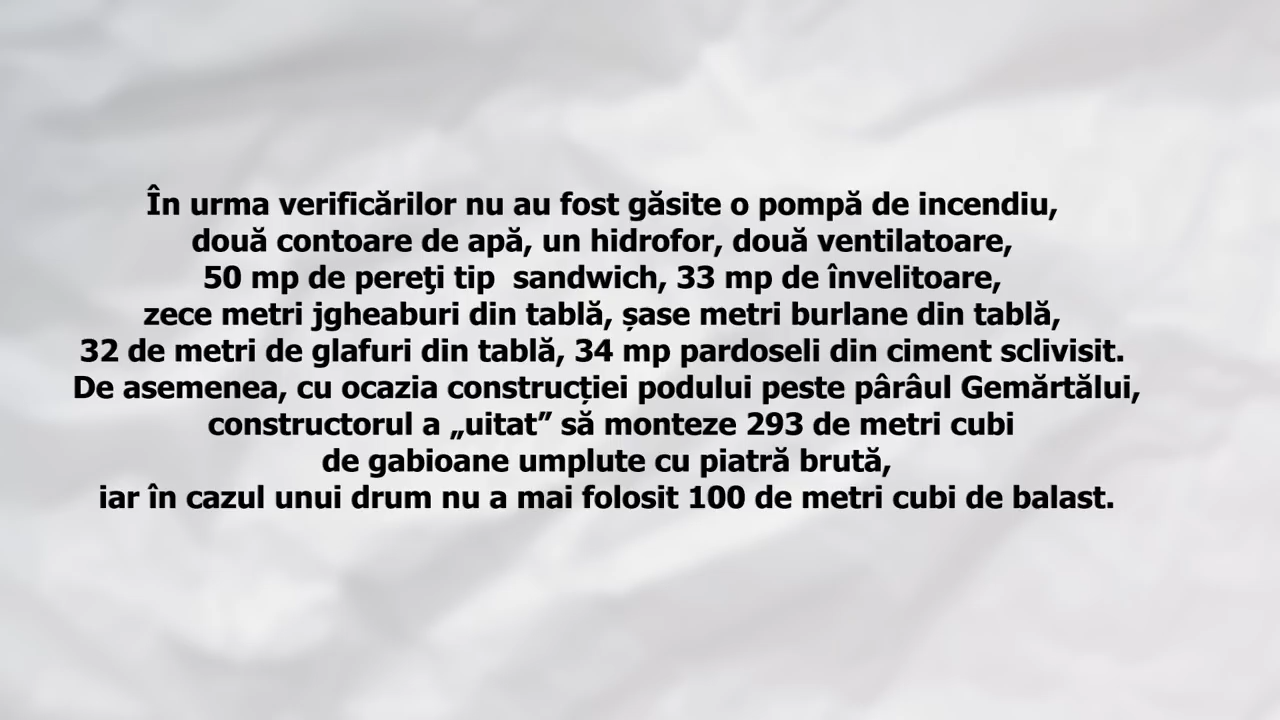 În urma verificărilor nu au fost găsite o pompă de incendiu,
două contoare de apă, un hidrofor, două ventilatoare,
50 mp de pereţi tip  sandwich, 33 mp de învelitoare,
zece metri jgheaburi din tablă, șase metri burlane din tablă,
32 de metri de glafuri din tablă, 34 mp pardoseli din ciment sclivisit.
De asemenea, cu ocazia construcției podului peste pârâul Gemărtălui,
constructorul a „uitat” să monteze 293 de metri cubi
de gabioane umplute cu piatră brută,
iar în cazul unui drum nu a mai folosit 100 de metri cubi de balast.